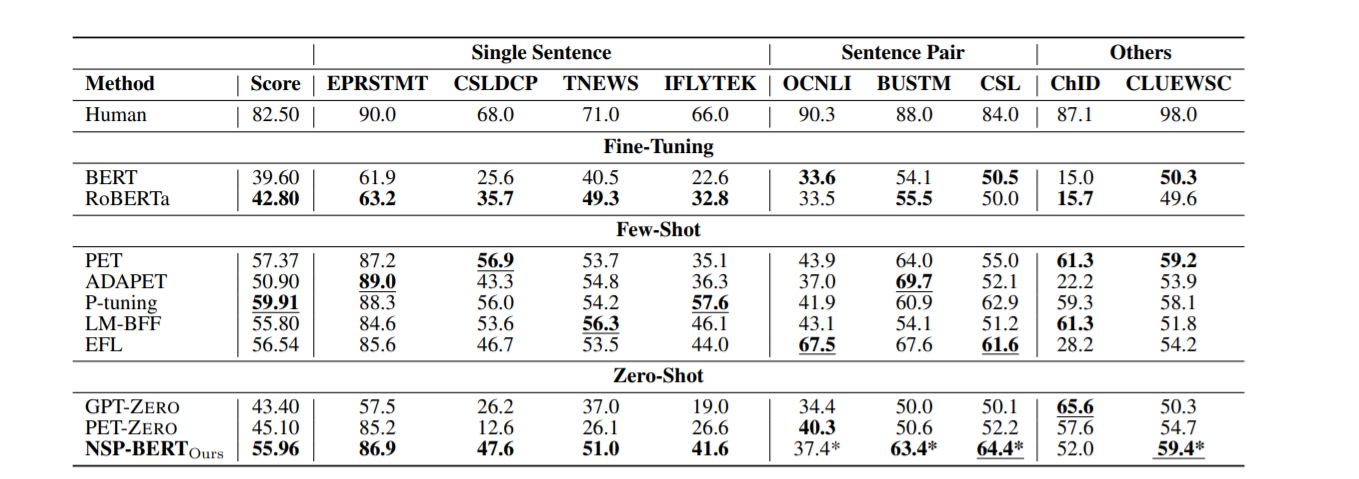 Single Sentence Sentence Pair Others
Method Score EPRSTMT CSLDCP TNEWS IFLYTEK OCNLI BUSTM CSL ChID CLUEWSC
Human 82.50 90.0 68.0 71.0 66.0 90.3 88.0 84.0 87.1 98.0
Fine-Tuning
BERT 39.60 61.9 25.6 40.5 22.6 33.6 54.1 50.5 15.0 50.3
RoBERTa 42.80 63.2 35.7 49.3 32.8 33.5 55.5 50.0 15.7 49.6
Few-Shot
PET 57.37 87.2 56.9 53.7 35.1 43.9 64.0 55.0 61.3 59.2
ADAPET 50.90 89.0 43.3 54.8 36.3 37.0 69.7 52.1 22.2 53.9
P-tuning 59.91 88.3 56.0 54.2 57.6 41.9 60.9 62.9 59.3 58.1
LM-BFF 55.80 84.6 53.6 56.3 46.1 43.1 54.1 51.2 61.3 51.8
EFL 56.54 85.6 46.7 53.5 44.0 67.5 67.6 61.6 28.2 54.2
Zero-Shot
GPT-ZERO 43.40 57.5 26.2 37.0 19.0 34.4 50.0 50.1 65.6 50.3
PET-ZERO 45.10 85.2 12.6 26.1 26.6 40.3 50.6 52.2 57.6 54.7
NSP-BERTOurs 55.96 86.9 47.6 51.0 41.6 37.4* 63.4* 64.4* 52.0 59.4*